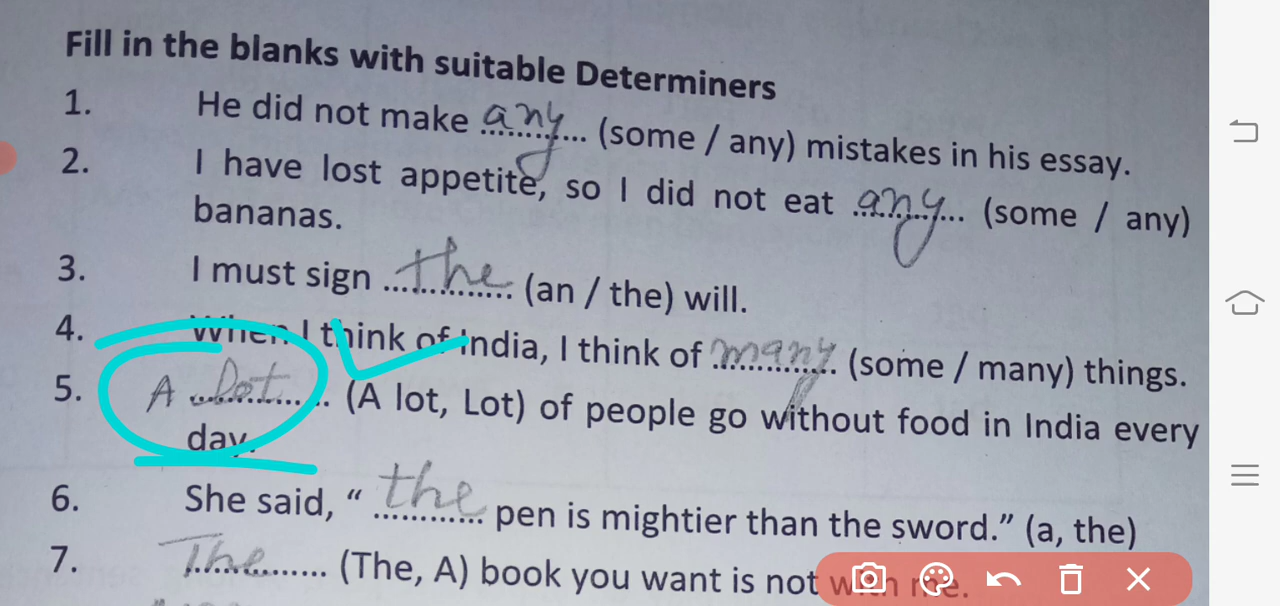 Fill in the blanks with suitable Determiners
1. He did not make any (some / any) mistakes in his essay.
2. I have lost appetite, so I did not eat any (some / any)
bananas.
3. I must sign the (an / the) will.
4. When I think of India, I think of many (some / many) things.
5. A Lot (A lot, Lot) of people go without food in India every
day.
6. She said, “ the pen is mightier than the sword.” (a, the)
7. The (The, A) book you want is not with me.